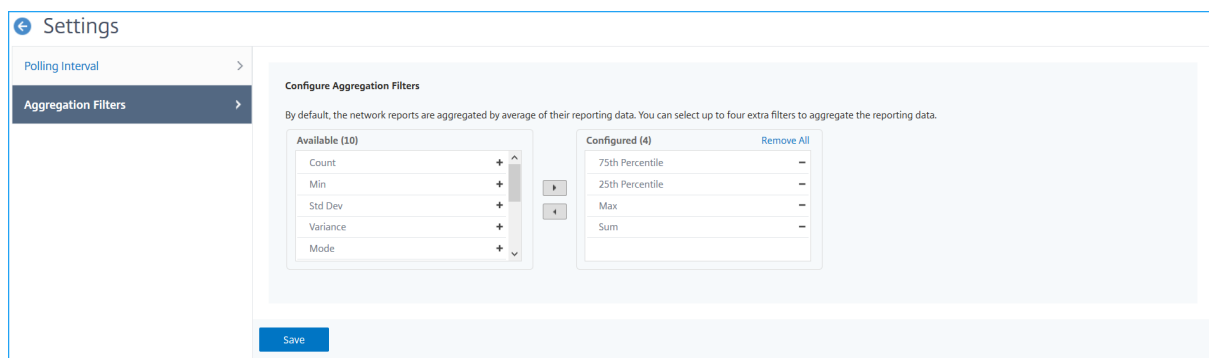 Settings
Polling Interval
Aggregation Filters
Configure Aggregation Filters
By default, the network reports are aggregated by average of their reporting data. You can select up to four extra filters to aggregate the reporting data.
Available (10)
Count
Min
Std Dev
Variance
Mode
Configured (4) Remove All
75th Percentile
25th Percentile
Max
Sum
Save